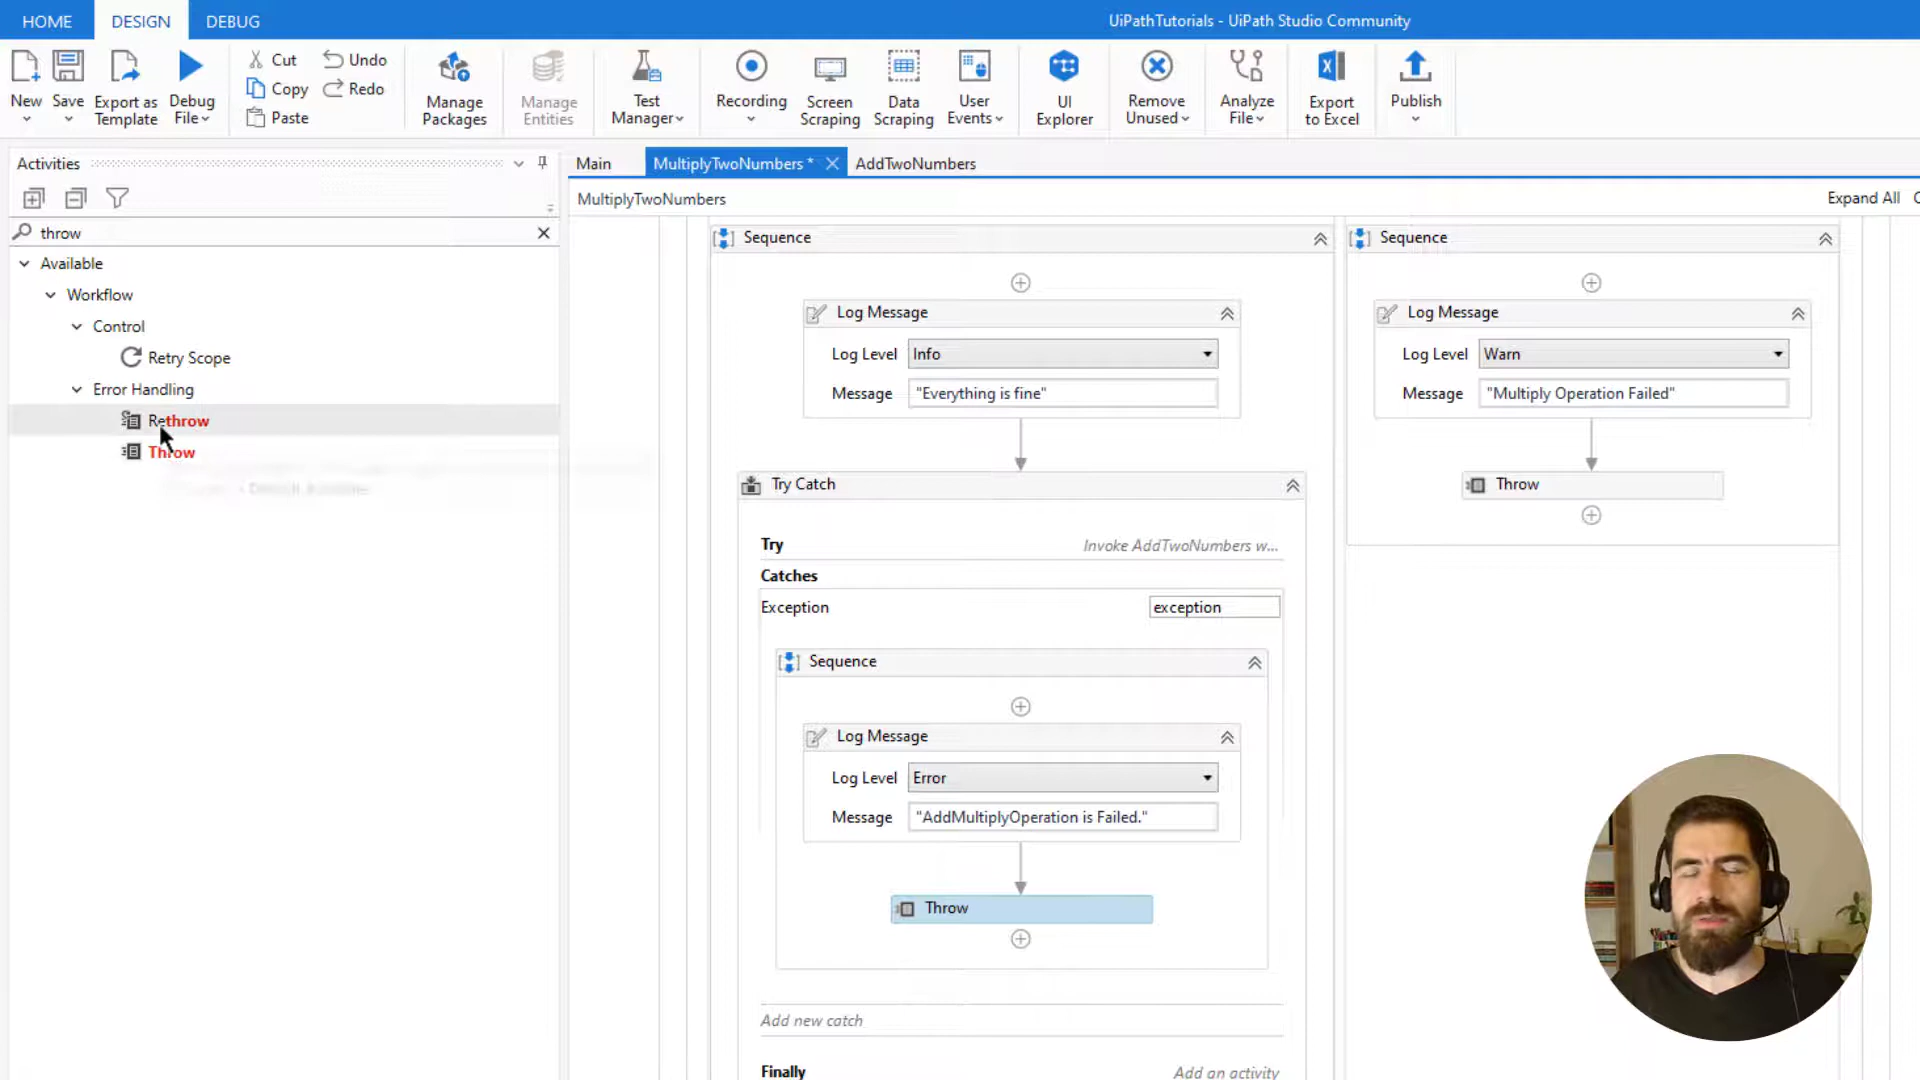 HOME DESIGN DEBUG UiPathTutorials - UiPath Studio Community
New
Save
Export as
Template
Debug
File
Cut
Copy
Paste
Undo
Redo
Manage
Packages
Manage
Entities
Test
Manager
Recording
Screen
Scraping
Data
Scraping
User
Events
UI
Explorer
Remove
Unused
Analyze
File
Export
to Excel
Publish
Activities
throw
Available
Workflow
Control
Retry Scope
Error Handling
Rethrow
Throw
Main MultiplyTwoNumbers * AddTwoNumbers
MultiplyTwoNumbers
Expand All
Sequence
Log Message
Log Level Info
Message "Everything is fine"
Try Catch
Try Invoke AddTwoNumbers w...
Catches
Exception exception
Sequence
Log Message
Log Level Error
Message "AddMultiplyOperation is Failed."
Throw
Add new catch
Finally Add an activity
Sequence
Log Message
Log Level Warn
Message "Multiply Operation Failed"
Throw